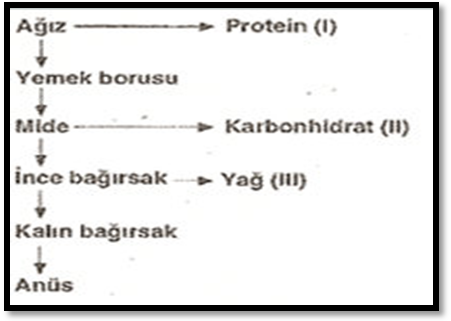 Ağız Protein (I)
Yemek borusu
Mide Karbonhidrat (II)
İnce bağırsak Yağ (III)
Kalın bağırsak
Anüs